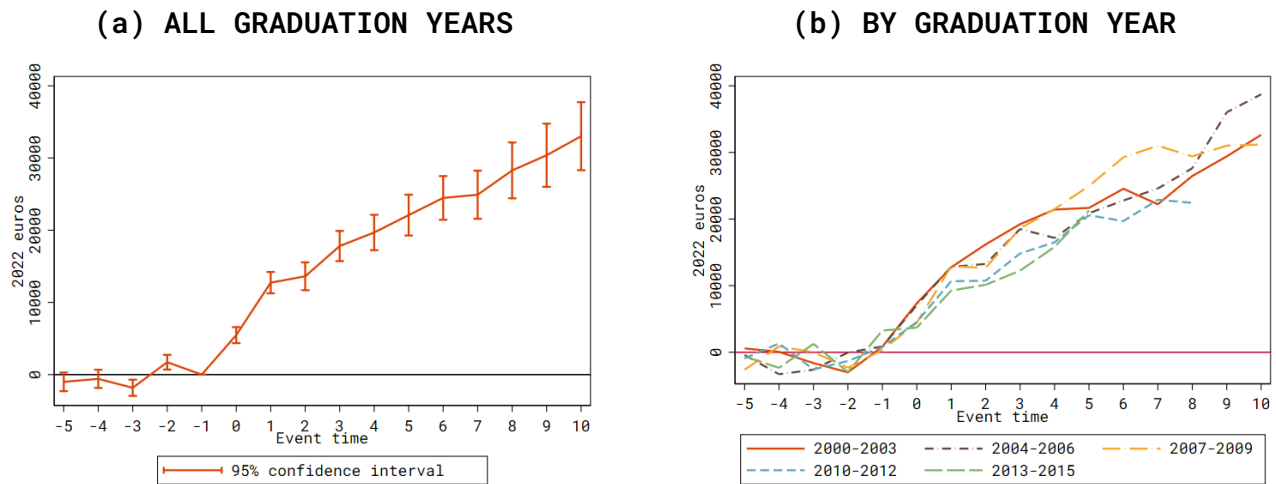 (a) ALL GRADUATION YEARS
40000
30000
20000
10000
0
2022 euros
-5 -4 -3 -2 -1 0 1 2 3 4 5 6 7 8 9 10
Event time
95% confidence interval
(b) BY GRADUATION YEAR
40000
30000
20000
10000
0
2022 euros
-5 -4 -3 -2 -1 0 1 2 3 4 5 6 7 8 9 10
Event time
2000-2003 2004-2006 2007-2009
2010-2012 2013-2015